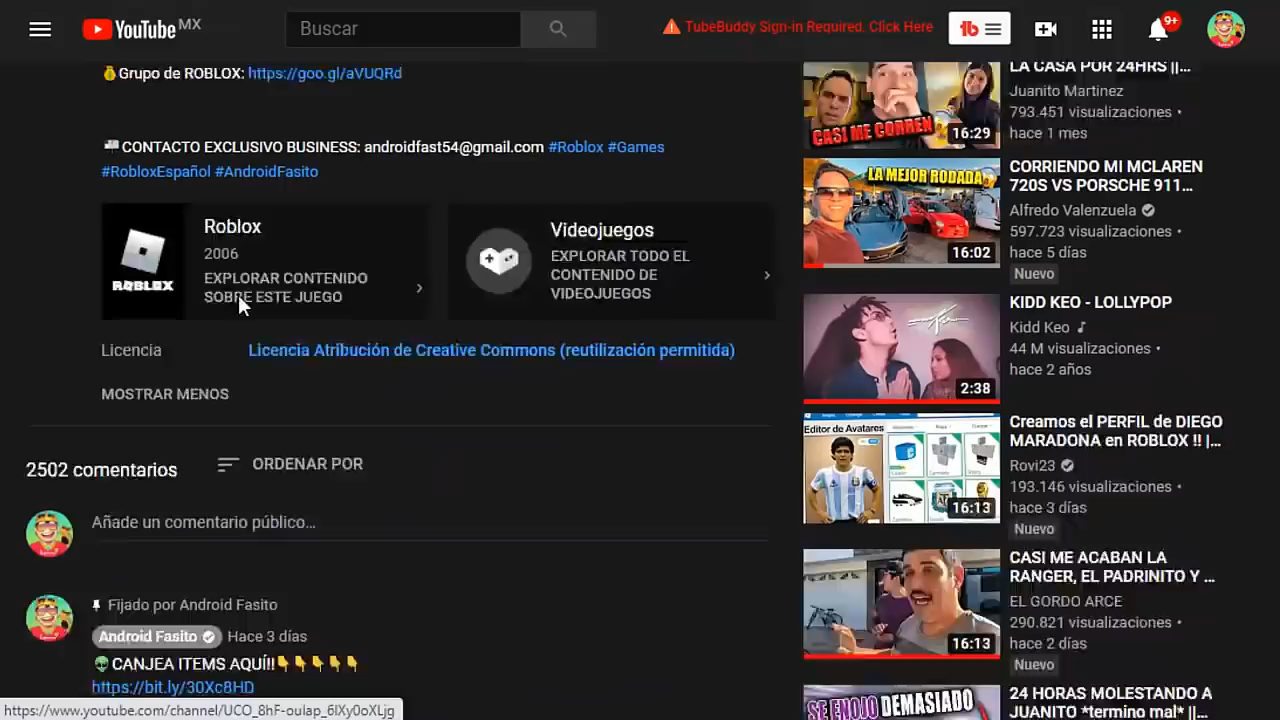 YouTube MX
Buscar
TubeBuddy Sign-in Required. Click Here
tb
9+
💰Grupo de ROBLOX: https://goo.gl/aVUQRd
CONTACTO EXCLUSIVO BUSINESS: androidfast54@gmail.com #Roblox #Games
#RobloxEspañol #AndroidFasito
ROBLOX
Roblox
2006
EXPLORAR CONTENIDO
SOBRE ESTE JUEGO
Videojuegos
EXPLORAR TODO EL
CONTENIDO DE
VIDEOJUEGOS
Licencia
Licencia Atribución de Creative Commons (reutilización permitida)
MOSTRAR MENOS
2502 comentarios
ORDENAR POR
Añade un comentario público...
Fijado por Android Fasito
Android Fasito
Hace 3 días
👽CANJEA ITEMS AQUÍ!!👇👇👇👇👇
https://bit.ly/30Xc8HD
https://www.youtube.com/channel/UCO_8hF-oulap_6lXy0oXLjg
CASI ME CORREN
16:29
LA CASA POR 24HRS ||...
Juanito Martinez
793.451 visualizaciones •
hace 1 mes
LA MEJOR RODADA
16:02
CORRIENDO MI MCLAREN
720S VS PORSCHE 911...
Alfredo Valenzuela
597.723 visualizaciones •
hace 5 días
Nuevo
2:38
KIDD KEO - LOLLYPOP
Kidd Keo
44 M visualizaciones •
hace 2 años
Editor de Avatares
16:13
Creamos el PERFIL de DIEGO
MARADONA en ROBLOX !! |...
Rovi23
193.146 visualizaciones •
hace 3 días
Nuevo
16:13
CASI ME ACABAN LA
RANGER, EL PADRINITO Y ...
EL GORDO ARCE
290.821 visualizaciones •
hace 2 días
Nuevo
SE ENOJO DEMASIADO
24 HORAS MOLESTANDO A
JUANITO *termino mal* ||...